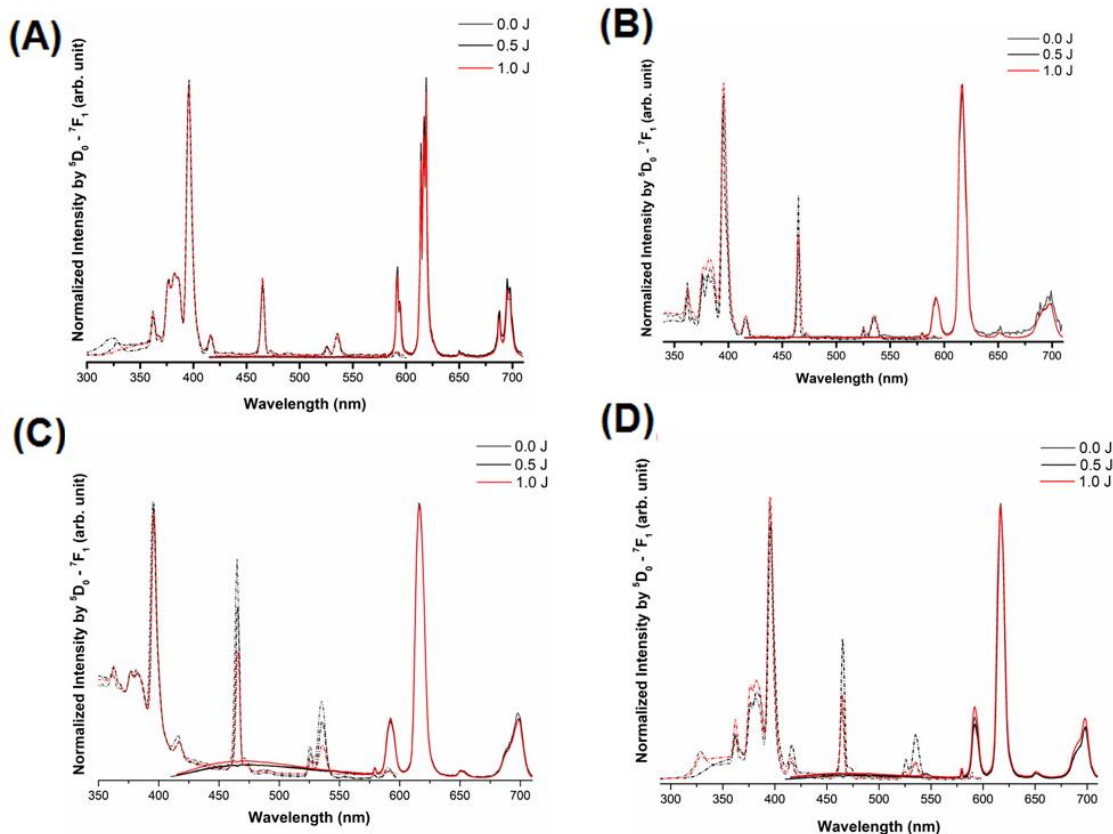 (A)
0.0 J
0.5 J
1.0 J
Normalized Intensity by ⁵D₀ - ⁷F₁ (arb. unit)
300 350 400 450 500 550 600 650 700
Wavelength (nm)
(B)
0.0 J
0.5 J
1.0 J
Normalized Intensity by ⁵D₀ - ⁷F₁ (arb. unit)
350 400 450 500 550 600 650 700
Wavelength (nm)
(C)
0.0 J
0.5 J
1.0 J
Normalized Intensity by ⁵D₀ - ⁷F₁ (arb. unit)
350 400 450 500 550 600 650 700
Wavelength (nm)
(D)
0.0 J
0.5 J
1.0 J
Normalized Intensity by ⁵D₀ - ⁷F₁ (arb. unit)
300 350 400 450 500 550 600 650 700
Wavelength (nm)